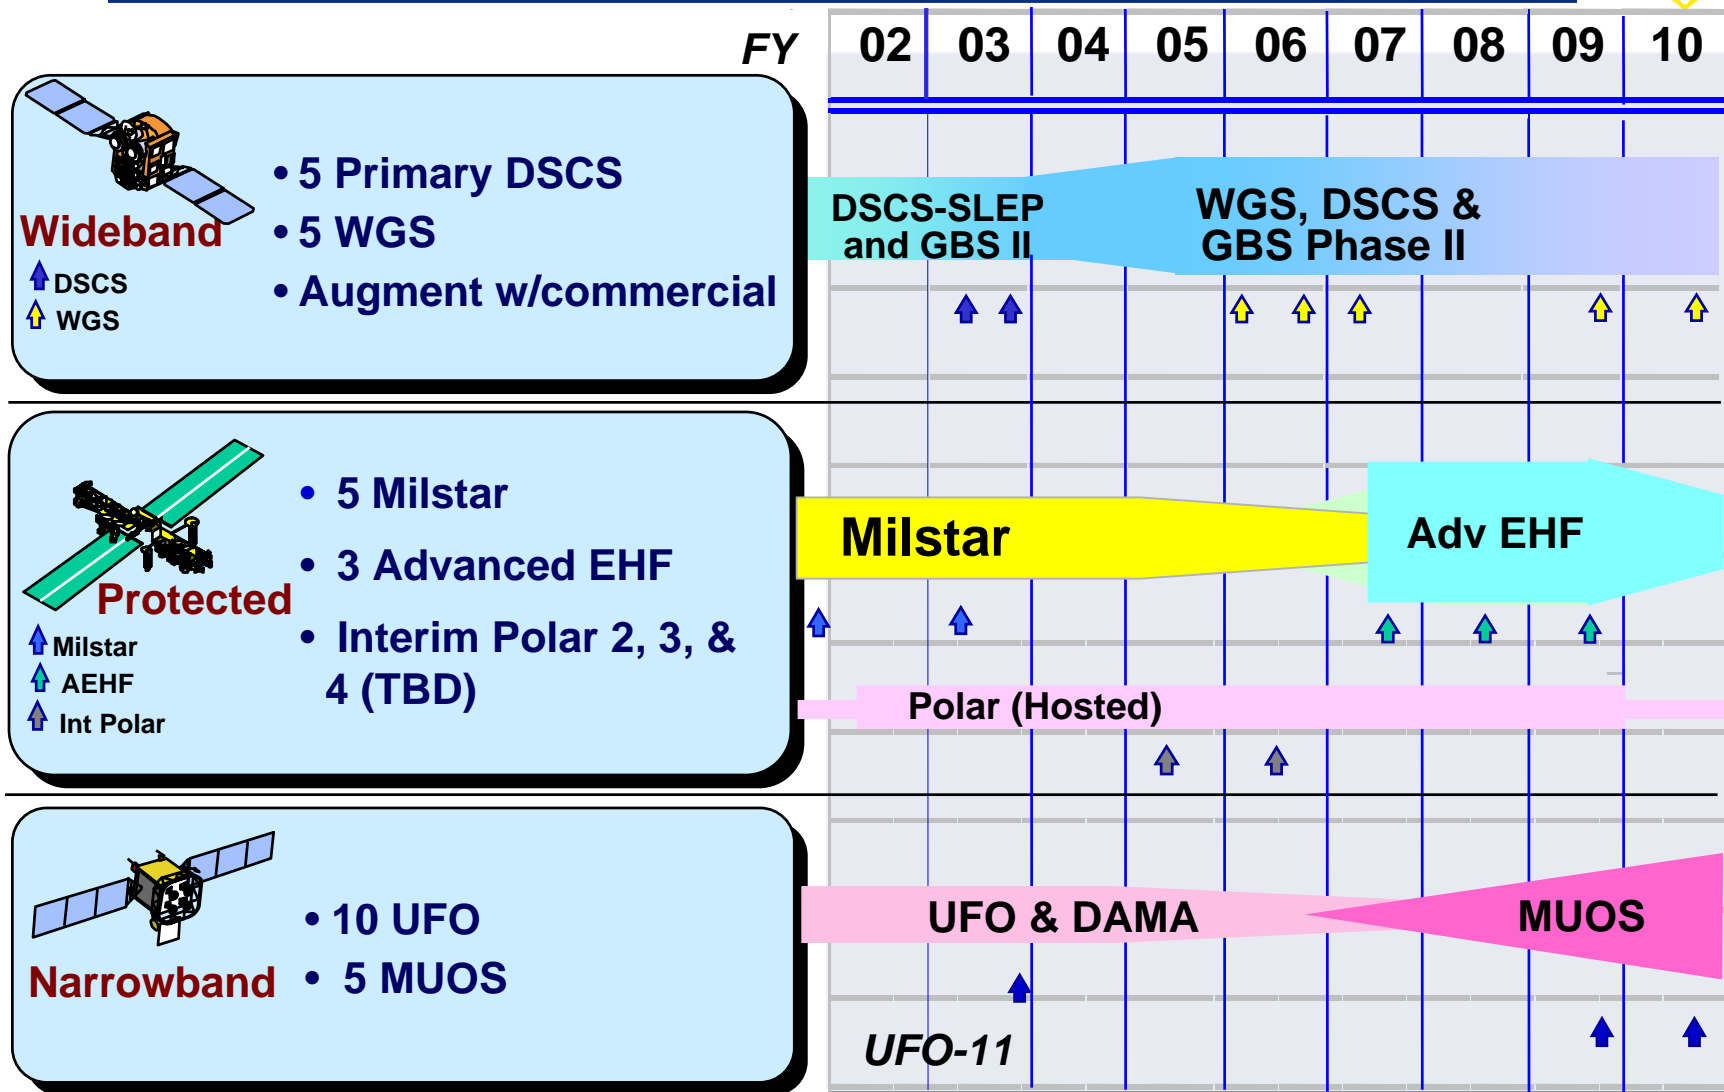 FY 02 03 04 05 06 07 08 09 10
• 5 Primary DSCS
• 5 WGS
• Augment w/commercial
Wideband
DSCS
WGS
DSCS-SLEP
and GBS II
WGS, DSCS &
GBS Phase II
• 5 Milstar
• 3 Advanced EHF
• Interim Polar 2, 3, &
4 (TBD)
Protected
Milstar
AEHF
Int Polar
Milstar
Adv EHF
Polar (Hosted)
• 10 UFO
• 5 MUOS
Narrowband
UFO & DAMA
MUOS
UFO-11